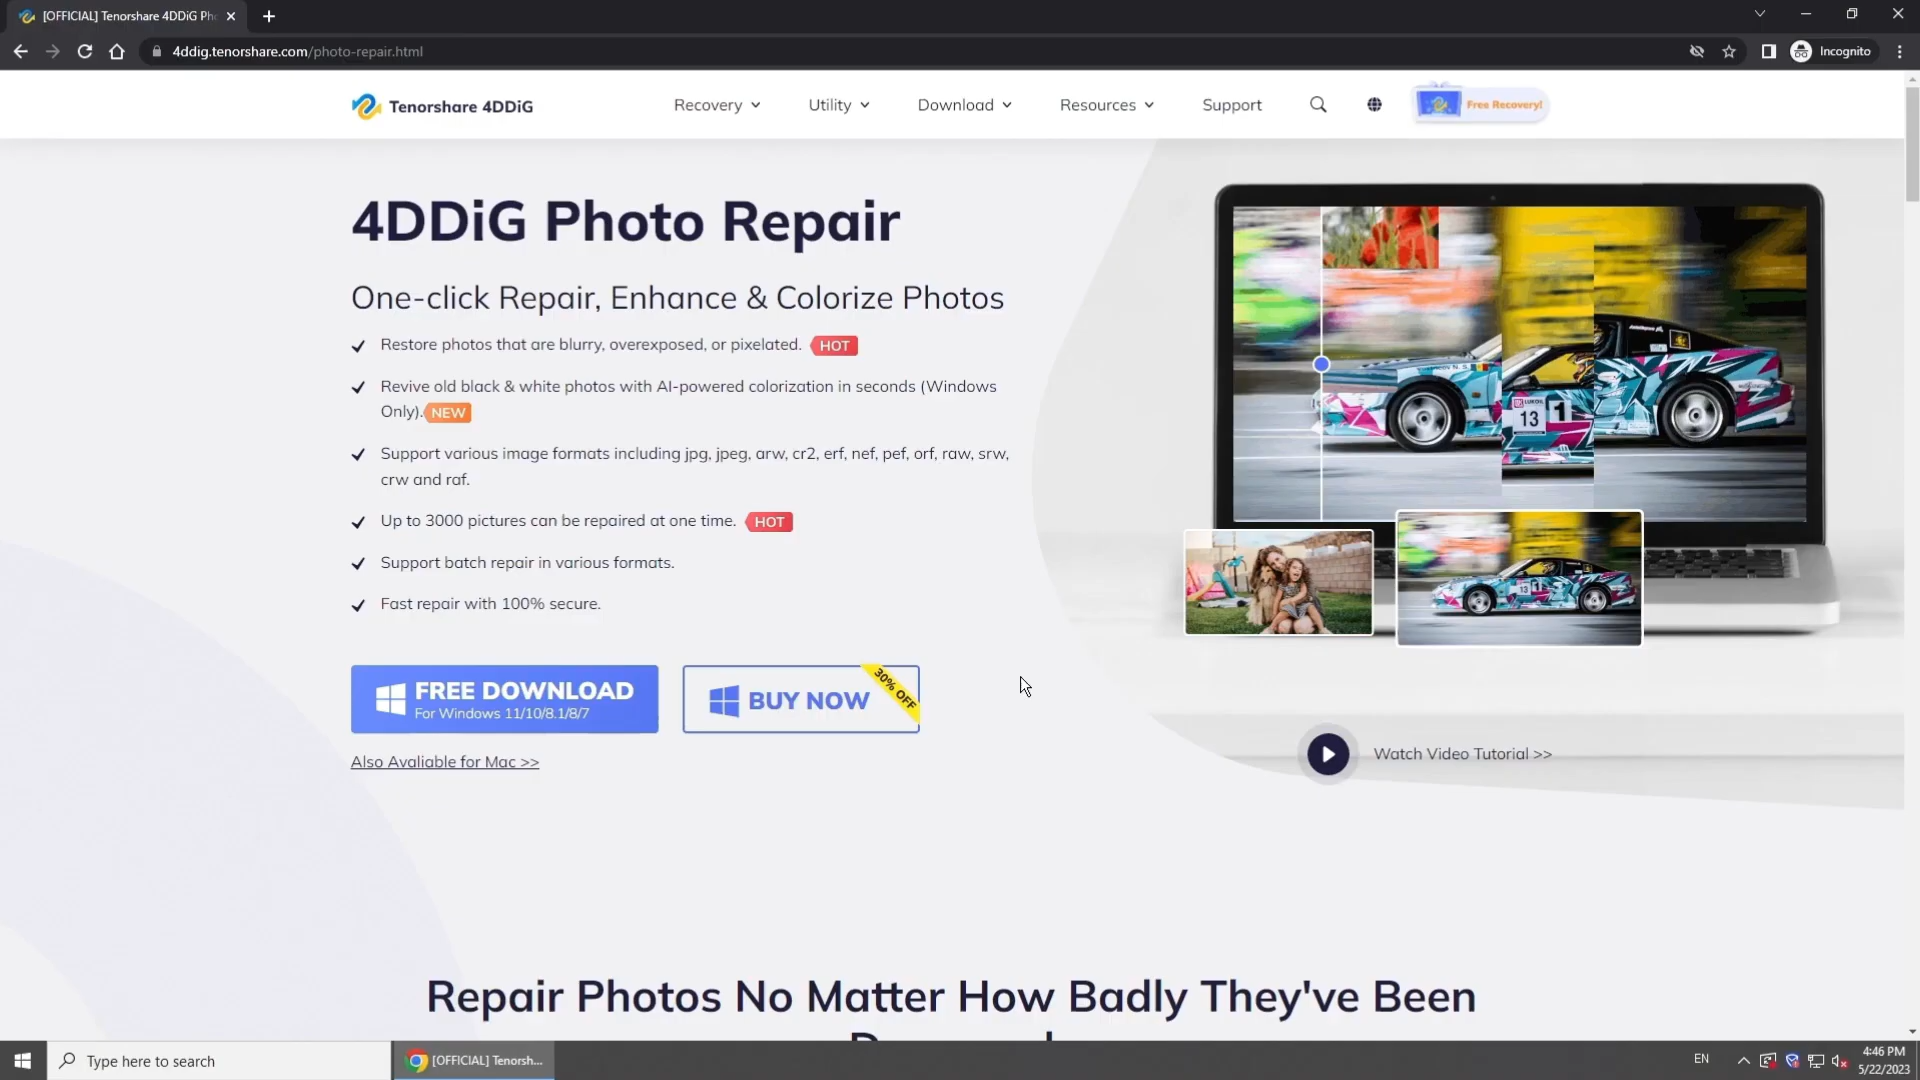 [OFFICIAL] Tenorshare 4DDiG Pho
4ddig.tenorshare.com/photo-repair.html
Incognito
Tenorshare 4DDiG
Recovery
Utility
Download
Resources
Support
Free Recovery!
4DDiG Photo Repair
One-click Repair, Enhance & Colorize Photos
Restore photos that are blurry, overexposed, or pixelated. HOT
Revive old black & white photos with AI-powered colorization in seconds (Windows
Only). NEW
Support various image formats including jpg, jpeg, arw, cr2, erf, nef, pef, orf, raw, srw,
crw and raf.
Up to 3000 pictures can be repaired at one time. HOT
Support batch repair in various formats.
Fast repair with 100% secure.
FREE DOWNLOAD
For Windows 11/10/8.1/8/7
BUY NOW
30% OFF
Also Avaliable for Mac >>
LUKOIL
13
1
13
Watch Video Tutorial >>
Repair Photos No Matter How Badly They've Been
Type here to search
[OFFICIAL] Tenorsh...
EN
4:46 PM
5/22/2023